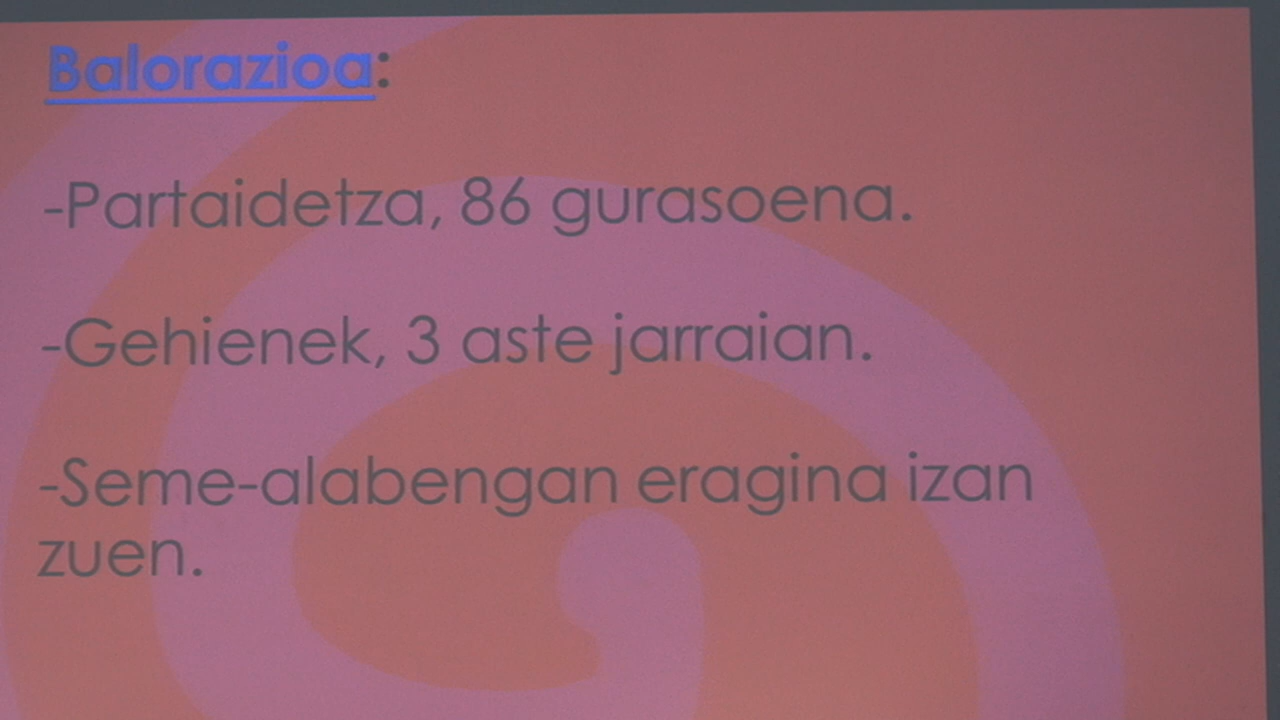 Balorazioa:
-Partaidetza, 86 gurasoena.
-Gehienek, 3 aste jarraian.
-Seme-alabengan eragina izan
zuen.